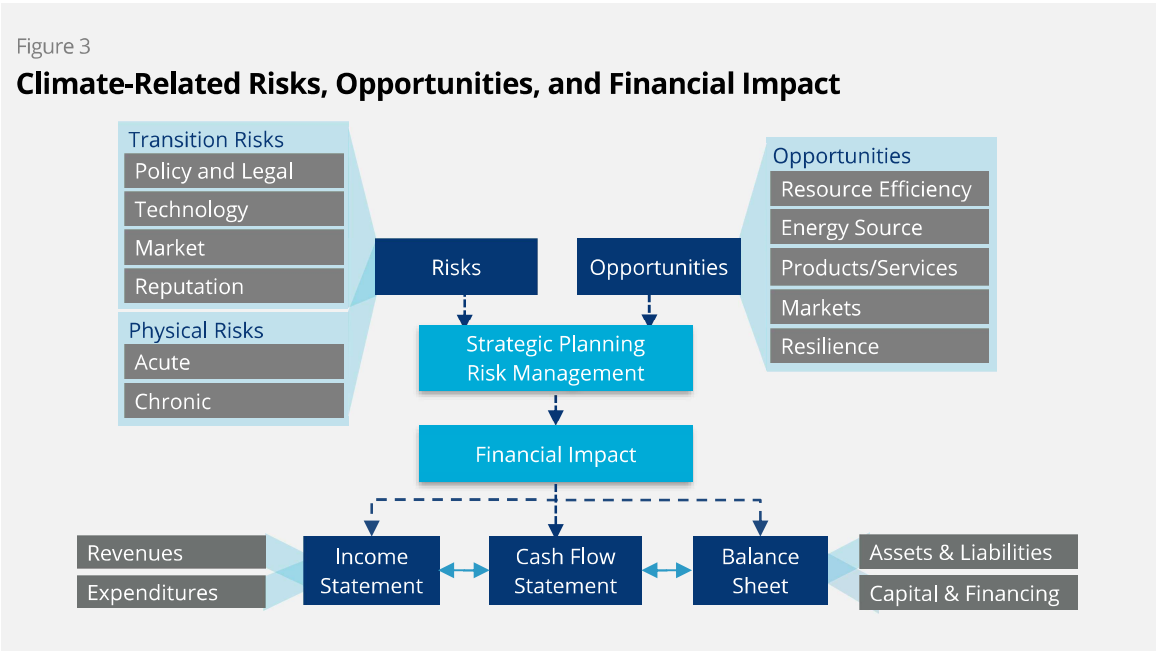 Figure 3
Climate-Related Risks, Opportunities, and Financial Impact
Transition Risks
Policy and Legal
Technology
Market
Reputation
Physical Risks
Acute
Chronic
Risks
Opportunities
Opportunities
Resource Efficiency
Energy Source
Products/Services
Markets
Resilience
Strategic Planning
Risk Management
Financial Impact
Revenues
Expenditures
Income
Statement
Cash Flow
Statement
Balance
Sheet
Assets & Liabilities
Capital & Financing